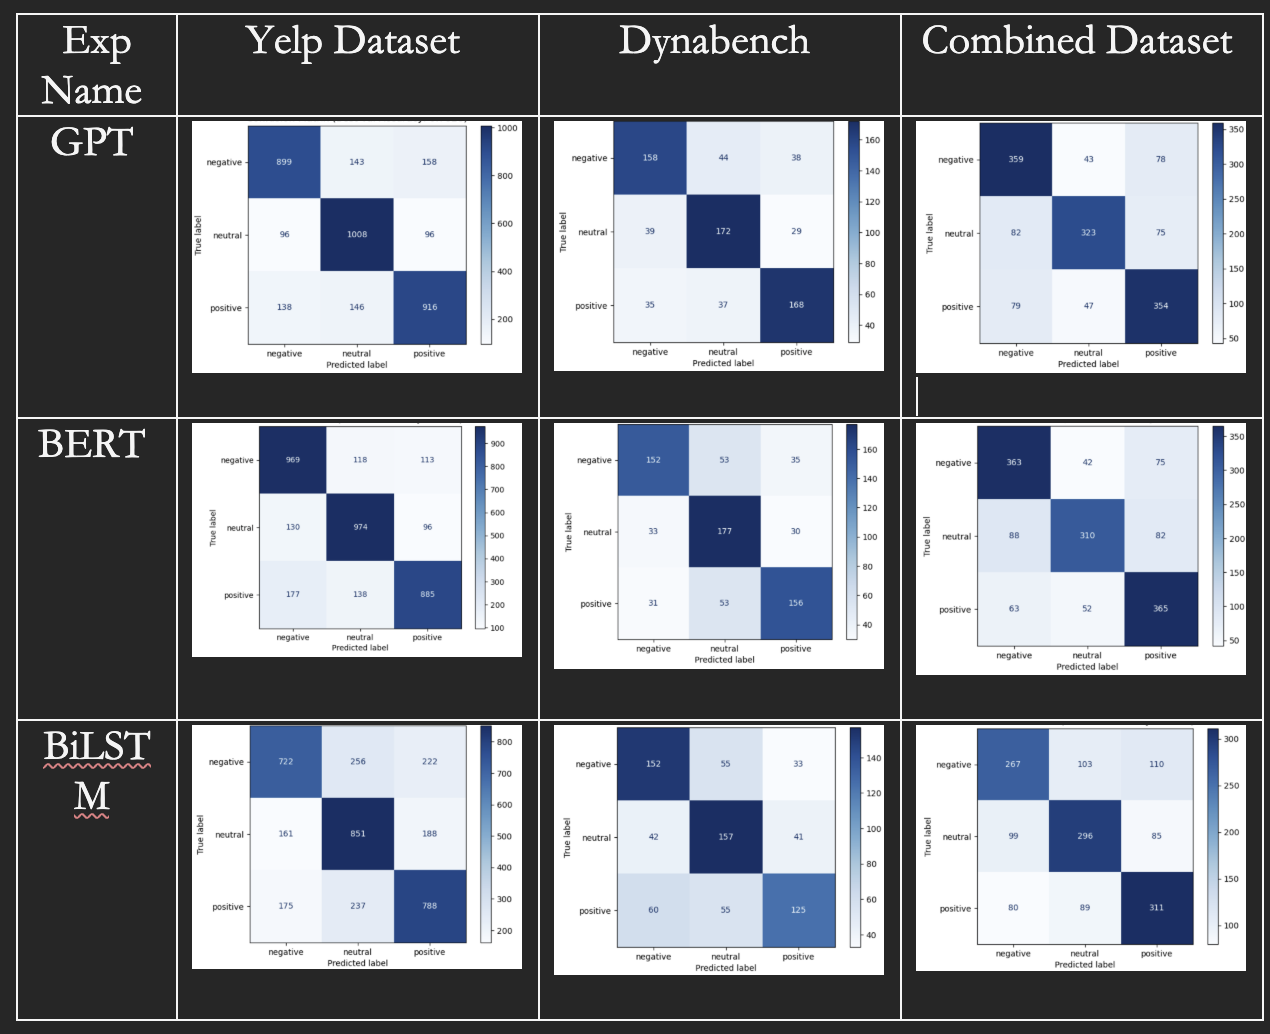 Exp Name
Yelp Dataset
Dynabench
Combined Dataset
GPT
negative 899 143 158
neutral 96 1008 96
positive 138 146 916
negative neutral positive
Predicted label
True label
1000
800
600
400
200
negative 158 44 38
neutral 39 172 29
positive 35 37 168
negative neutral positive
Predicted label
True label
160
140
120
100
80
60
40
negative 359 43 78
neutral 82 323 75
positive 79 47 354
negative neutral positive
Predicted label
True label
350
300
250
200
150
100
50
BERT
negative 969 118 113
neutral 130 974 96
positive 177 138 885
negative neutral positive
Predicted label
True label
900
800
700
600
500
400
300
200
100
negative 152 53 35
neutral 33 177 30
positive 31 53 156
negative neutral positive
Predicted label
True label
160
140
120
100
80
60
40
negative 363 42 75
neutral 88 310 82
positive 63 52 365
negative neutral positive
Predicted label
True label
350
300
250
200
150
100
50
BiLST
M
negative 722 256 222
neutral 161 851 188
positive 175 237 788
negative neutral positive
Predicted label
True label
800
700
600
500
400
300
200
negative 152 55 33
neutral 42 157 41
positive 60 55 125
negative neutral positive
Predicted label
True label
140
120
100
80
60
40
negative 267 103 110
neutral 99 296 85
positive 80 89 311
negative neutral positive
Predicted label
True label
300
250
200
150
100